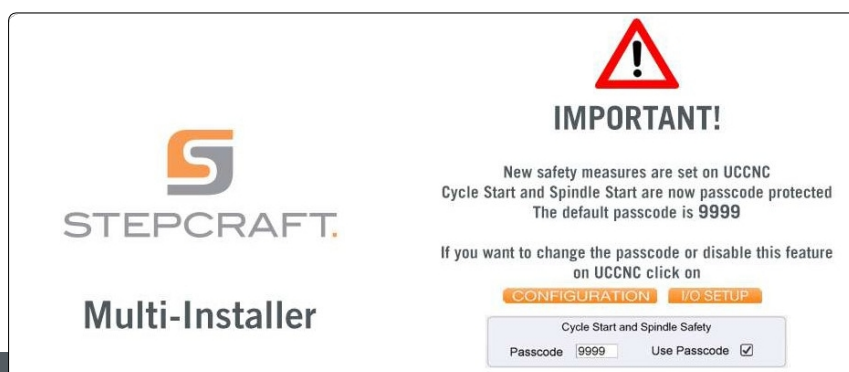 STEPCRAFT.
Multi-Installer
IMPORTANT!
New safety measures are set on UCCNC
Cycle Start and Spindle Start are now passcode protected
The default passcode is 9999
If you want to change the passcode or disable this feature
on UCCNC click on
CONFIGURATION I/O SETUP
Cycle Start and Spindle Safety
Passcode 9999 Use Passcode